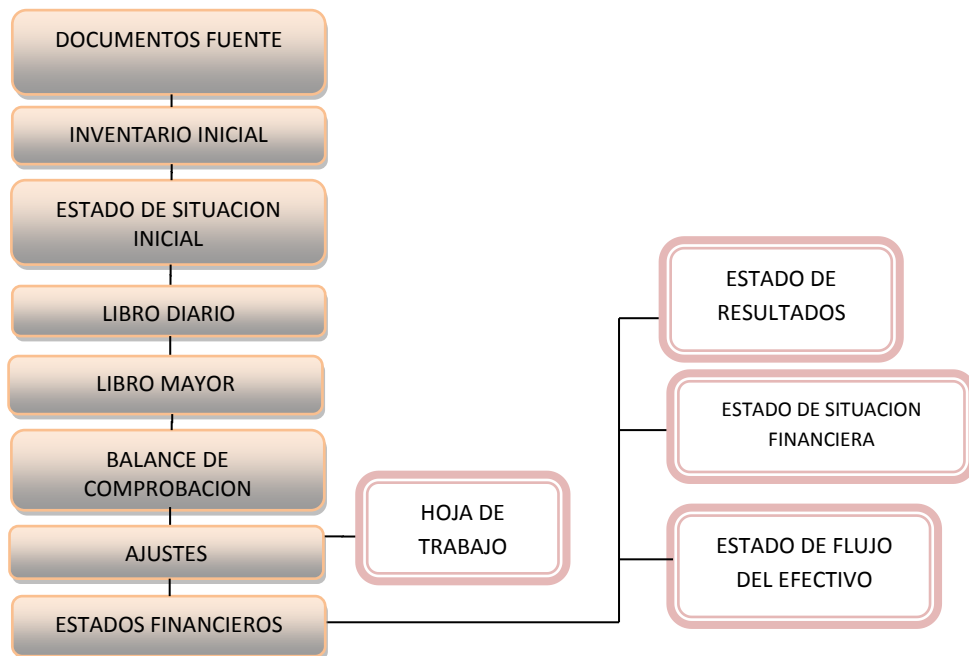 DOCUMENTOS FUENTE
INVENTARIO INICIAL
ESTADO DE SITUACION
INICIAL
LIBRO DIARIO
LIBRO MAYOR
BALANCE DE
COMPROBACION
AJUSTES
ESTADOS FINANCIEROS
HOJA DE
TRABAJO
ESTADO DE
RESULTADOS
ESTADO DE SITUACION
FINANCIERA
ESTADO DE FLUJO
DEL EFECTIVO